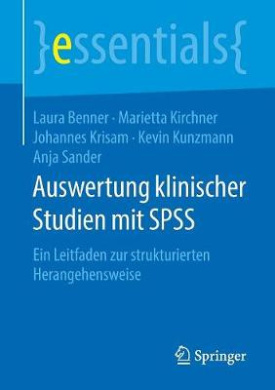 }essentials{
Laura Benner · Marietta Kirchner
Johannes Krisam · Kevin Kunzmann
Anja Sander
Auswertung klinischer
Studien mit SPSS
Ein Leitfaden zur strukturierten
Herangehensweise
Springer